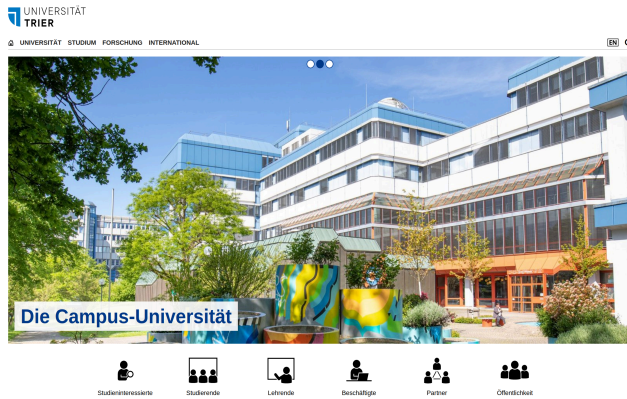 UNIVERSITÄT
TRIER
UNIVERSITÄT STUDIUM FORSCHUNG INTERNATIONAL
EN
Die Campus-Universität
Studieninteressierte Studierende Lehrende Beschäftigte Partner Öffentlichkeit